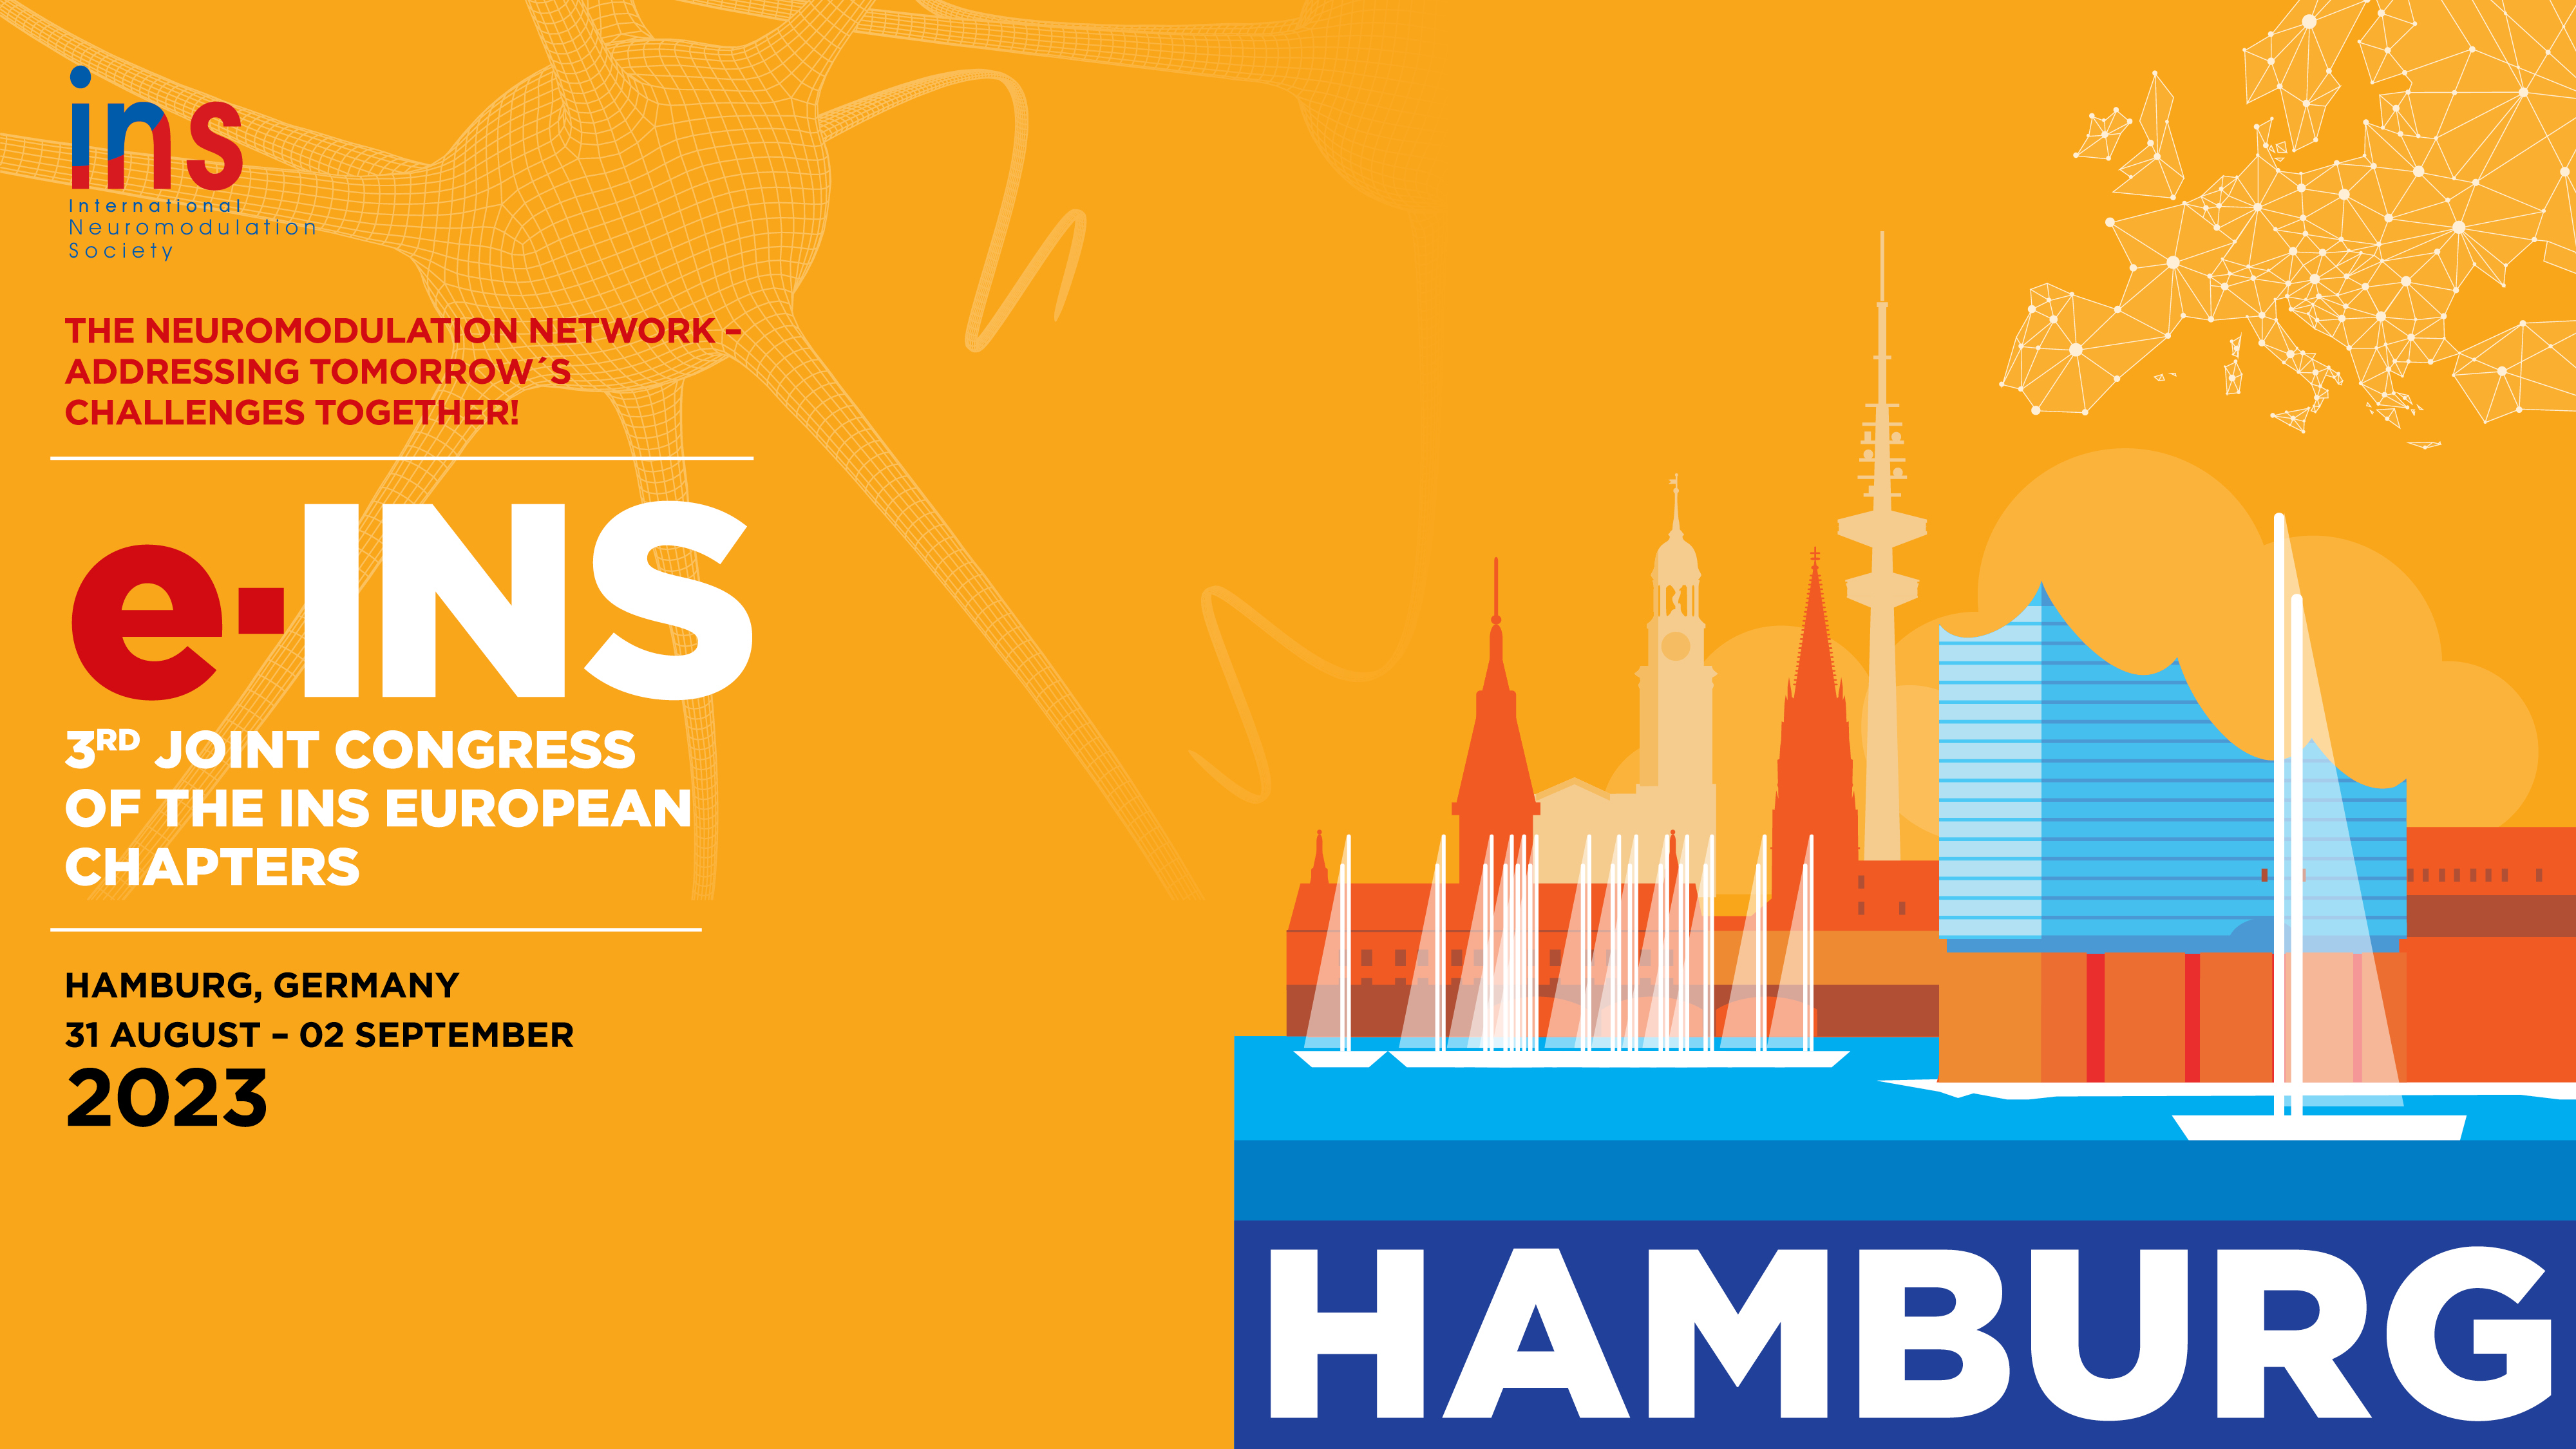 ins
International
Neuromodulation
Society
THE NEUROMODULATION NETWORK –
ADDRESSING TOMORROW´S
CHALLENGES TOGETHER!
e-INS
3RD JOINT CONGRESS
OF THE INS EUROPEAN
CHAPTERS
HAMBURG, GERMANY
31 AUGUST – 02 SEPTEMBER
2023
HAMBURG